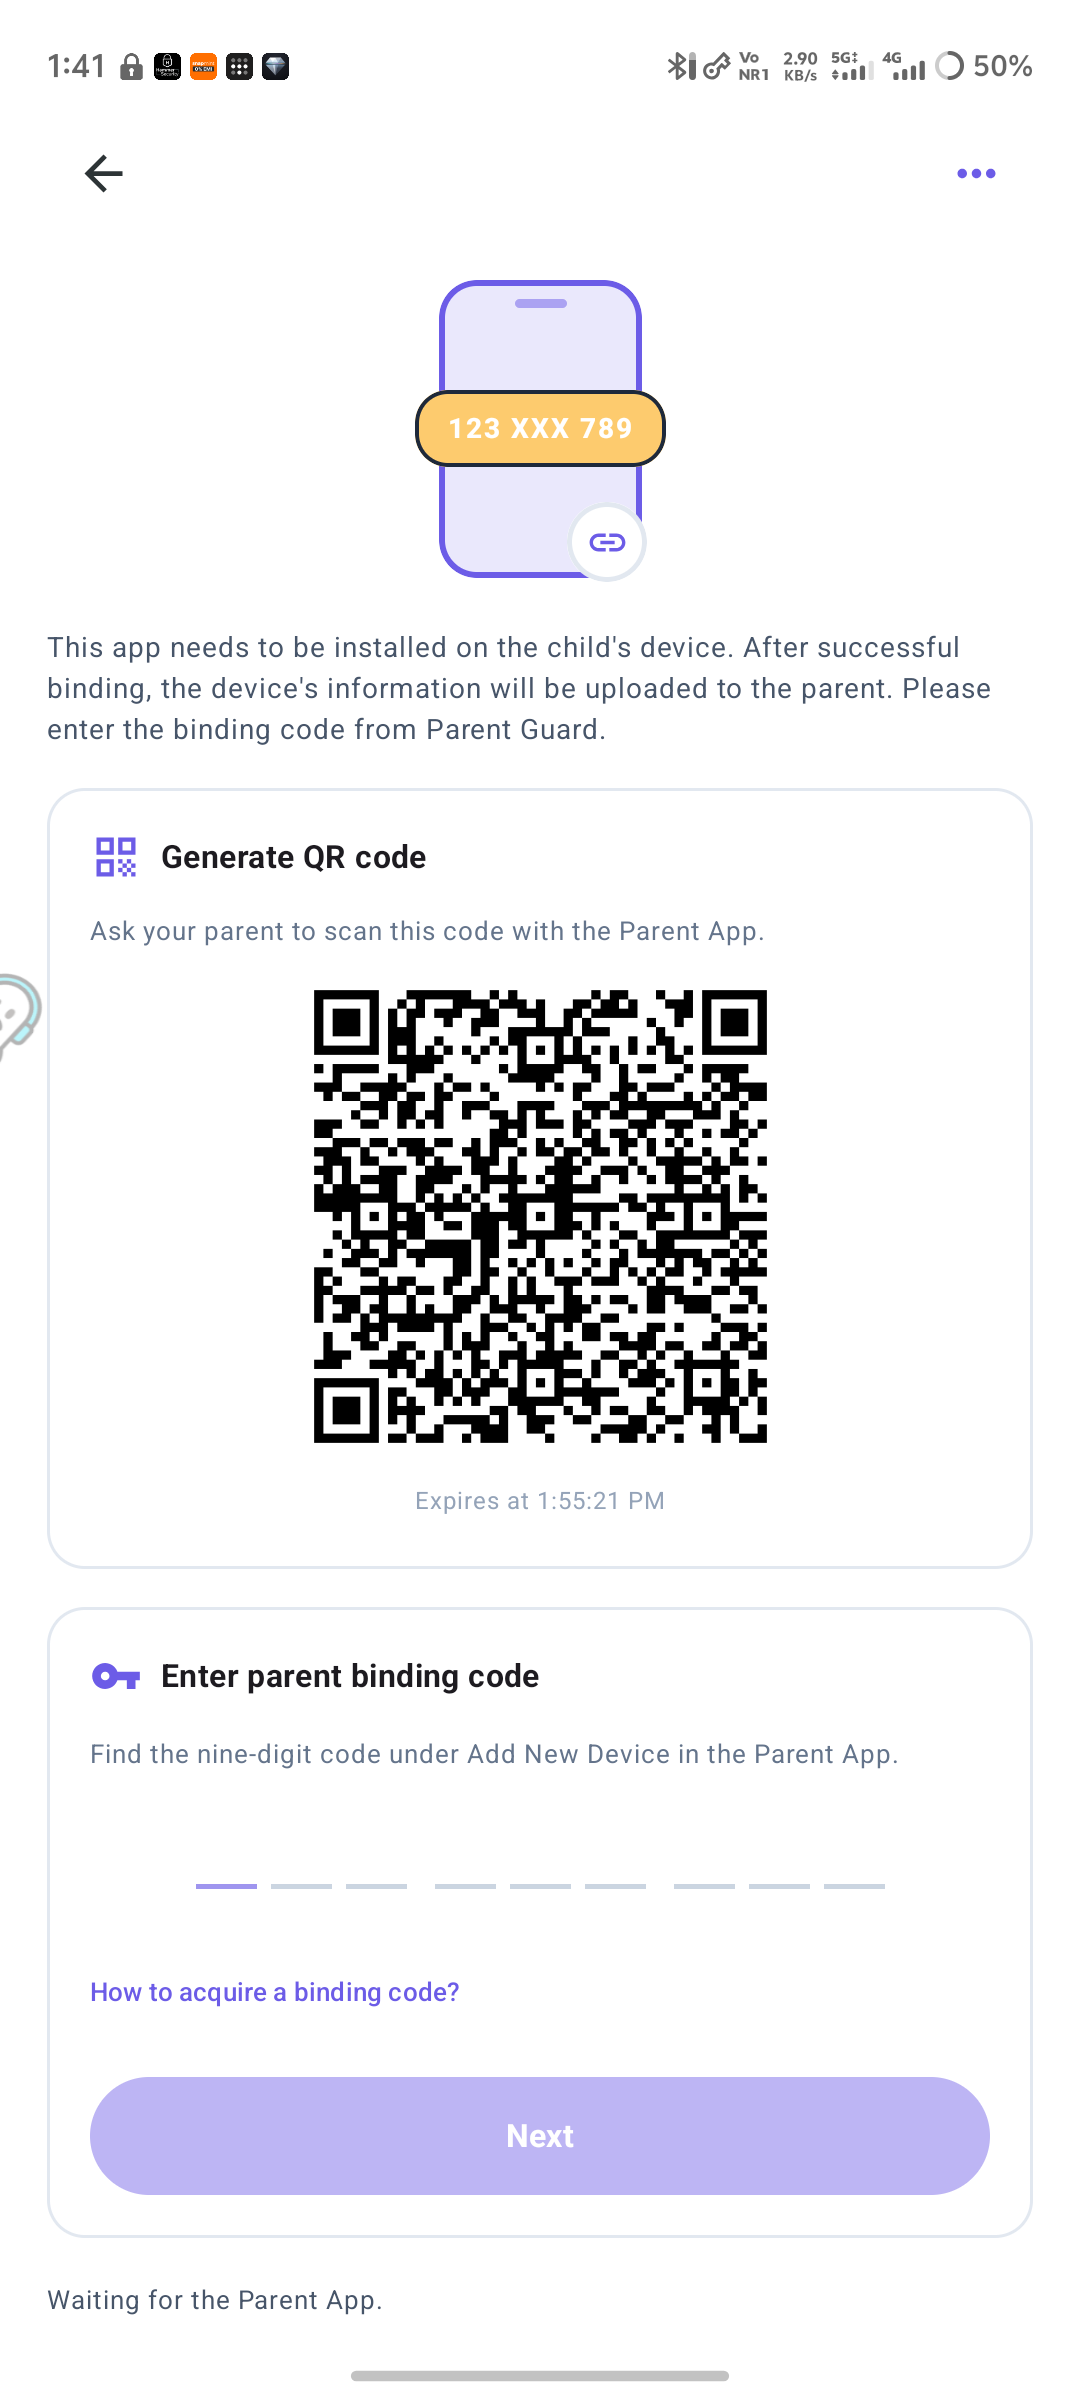 1:41
Vo
NR1
2.90
KB/s
5G
4G
50%
123 XXX 789
This app needs to be installed on the child's device. After successful
binding, the device's information will be uploaded to the parent. Please
enter the binding code from Parent Guard.
Generate QR code
Ask your parent to scan this code with the Parent App.
Expires at 1:55:21 PM
Enter parent binding code
Find the nine-digit code under Add New Device in the Parent App.
How to acquire a binding code?
Next
Waiting for the Parent App.